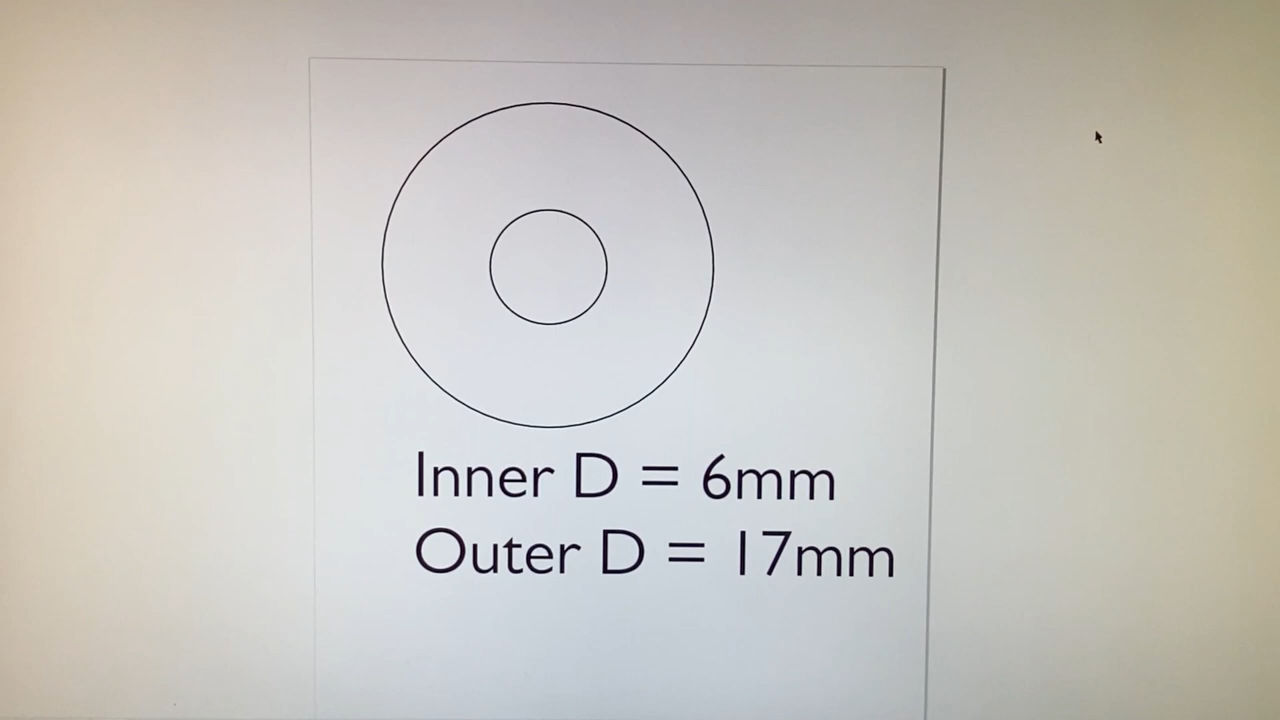 Inner D = 6mm
Outer D = 17mm